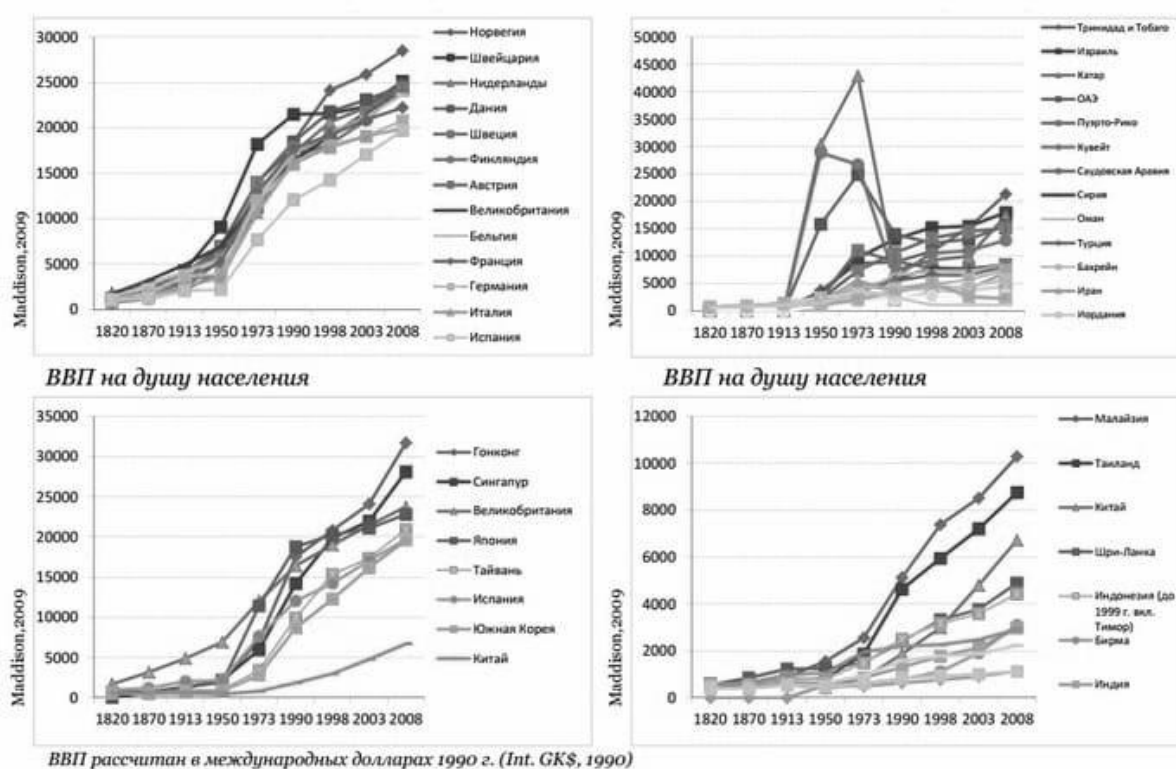 30000
25000
20000
15000
10000
5000
0
1820 1870 1913 1950 1973 1990 1998 2003 2008
Maddison,2009
Норвегия
Швейцария
Нидерланды
Дания
Швеция
Финляндия
Австрия
Великобритания
Бельгия
Франция
Германия
Италия
Испания
50000
45000
40000
35000
30000
25000
20000
15000
10000
5000
0
1820 1870 1913 1950 1973 1990 1998 2003 2008
Maddison,2009
Тринидад и Тобаго
Израиль
Катар
ОАЭ
Пуэрто-Рико
Кувейт
Саудовская Аравия
Сирия
Оман
Турция
Бахрейн
Иран
Иордания
ВВП на душу населения
ВВП на душу населения
35000
30000
25000
20000
15000
10000
5000
0
1820 1870 1913 1950 1973 1990 1998 2003 2008
Maddison,2009
Гонконг
Сингапур
Великобритания
Япония
Тайвань
Испания
Южная Корея
Китай
12000
10000
8000
6000
4000
2000
0
1820 1870 1913 1950 1973 1990 1998 2003 2008
Maddison,2009
Малайзия
Таиланд
Китай
Шри-Ланка
Индонезия (до
1999 г. вкл.
Тимор)
Бирма
Индия
ВВП рассчитан в международных долларах 1990 г. (Int. GK$, 1990)